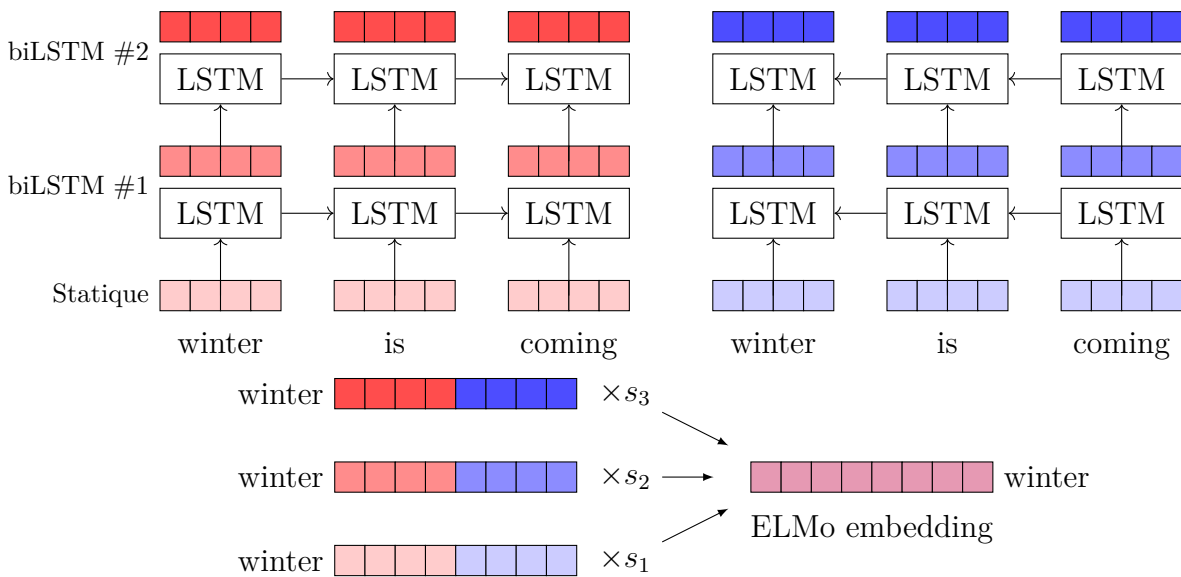 biLSTM #2
LSTM LSTM LSTM LSTM LSTM LSTM
biLSTM #1
LSTM LSTM LSTM LSTM LSTM LSTM
Statique
winter is coming winter is coming
winter ×s₃
winter ×s₂ winter
ELMo embedding
winter ×s₁